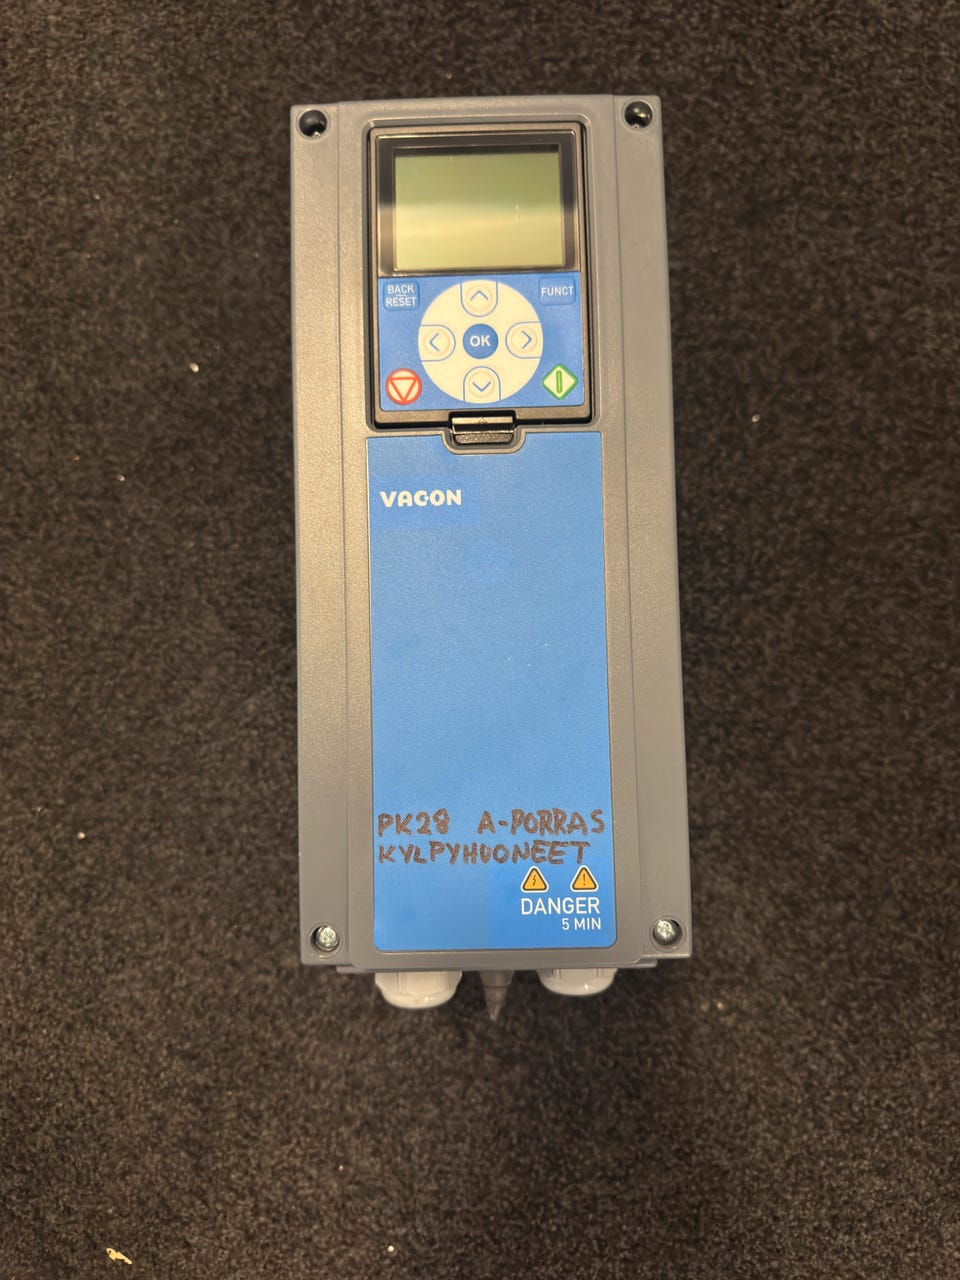 BACK
RESET
FUNCT
OK
VACON
PK28 A-PORRAS
KYLPYHUONEET
DANGER
5 MIN